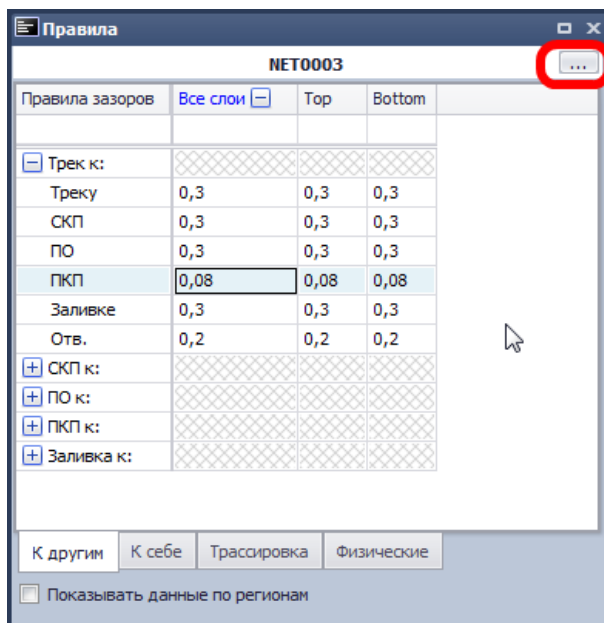 Правила
NET0003
...
Правила зазоров Все слои Top Bottom
Трек к:
Треку 0,3 0,3 0,3
СКП 0,3 0,3 0,3
ПО 0,3 0,3 0,3
ПКП 0,08 0,08 0,08
Заливке 0,3 0,3 0,3
Отв. 0,2 0,2 0,2
СКП к:
ПО к:
ПКП к:
Заливка к:
К другим К себе Трассировка Физические
Показывать данные по регионам